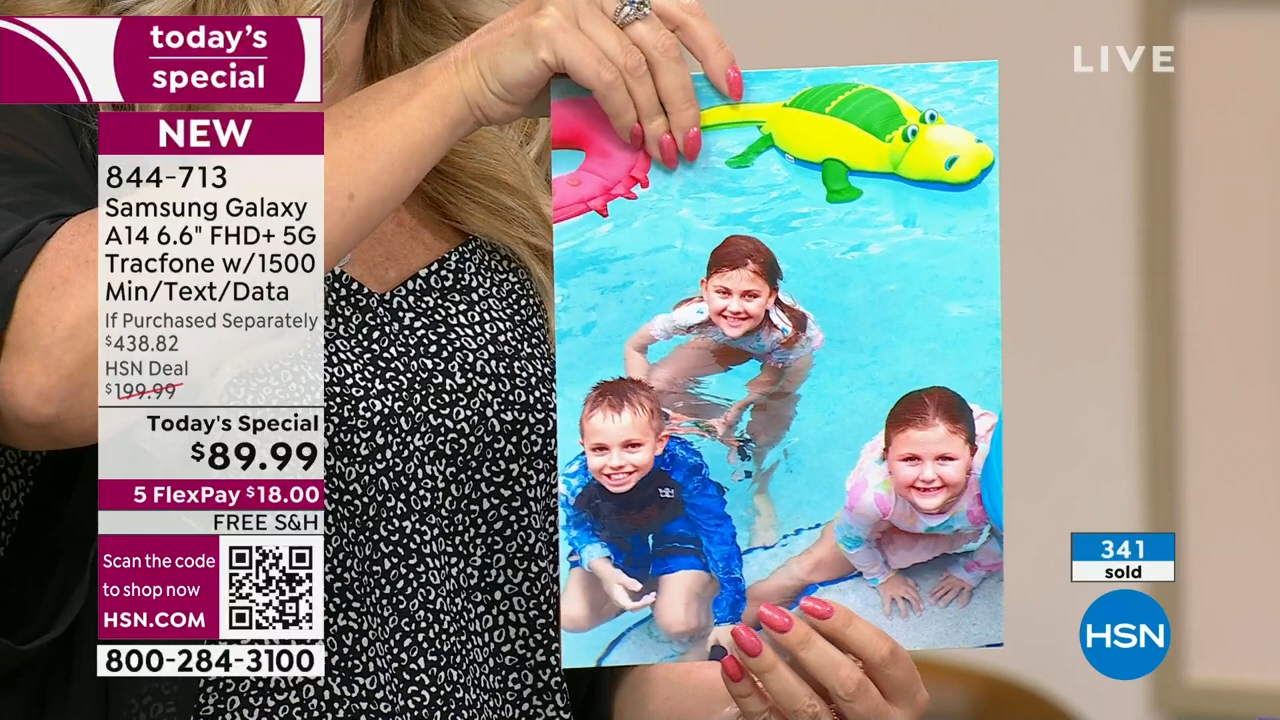 today's
special
NEW
844-713
Samsung Galaxy
A14 6.6" FHD+ 5G
Tracfone w/1500
Min/Text/Data
If Purchased Separately
$438.82
HSN Deal
$199.99
Today's Special
$89.99
5 FlexPay $18.00
FREE S&H
Scan the code
to shop now
HSN.COM
800-284-3100
LIVE
341
sold
HSN